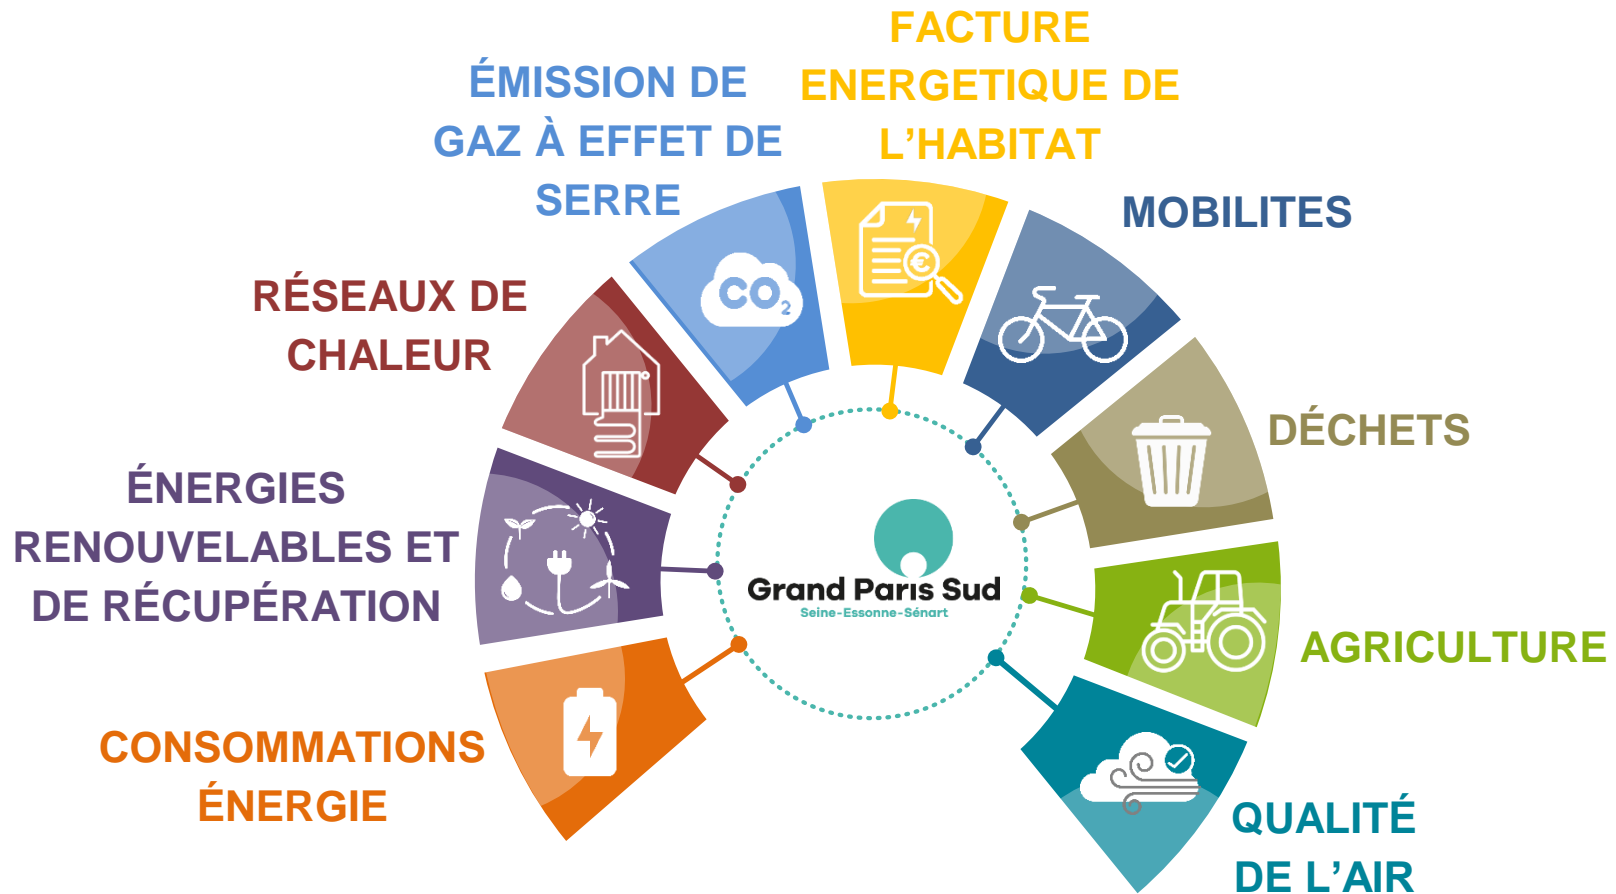 FACTURE
ENERGETIQUE DE
L’HABITAT
ÉMISSION DE
GAZ À EFFET DE
SERRE
MOBILITES
RÉSEAUX DE
CHALEUR
DÉCHETS
ÉNERGIES
RENOUVELABLES ET
DE RÉCUPÉRATION
AGRICULTURE
CONSOMMATIONS
ÉNERGIE
QUALITÉ
DE L’AIR
CO₂
€
Grand Paris Sud
Seine-Essonne-Sénart